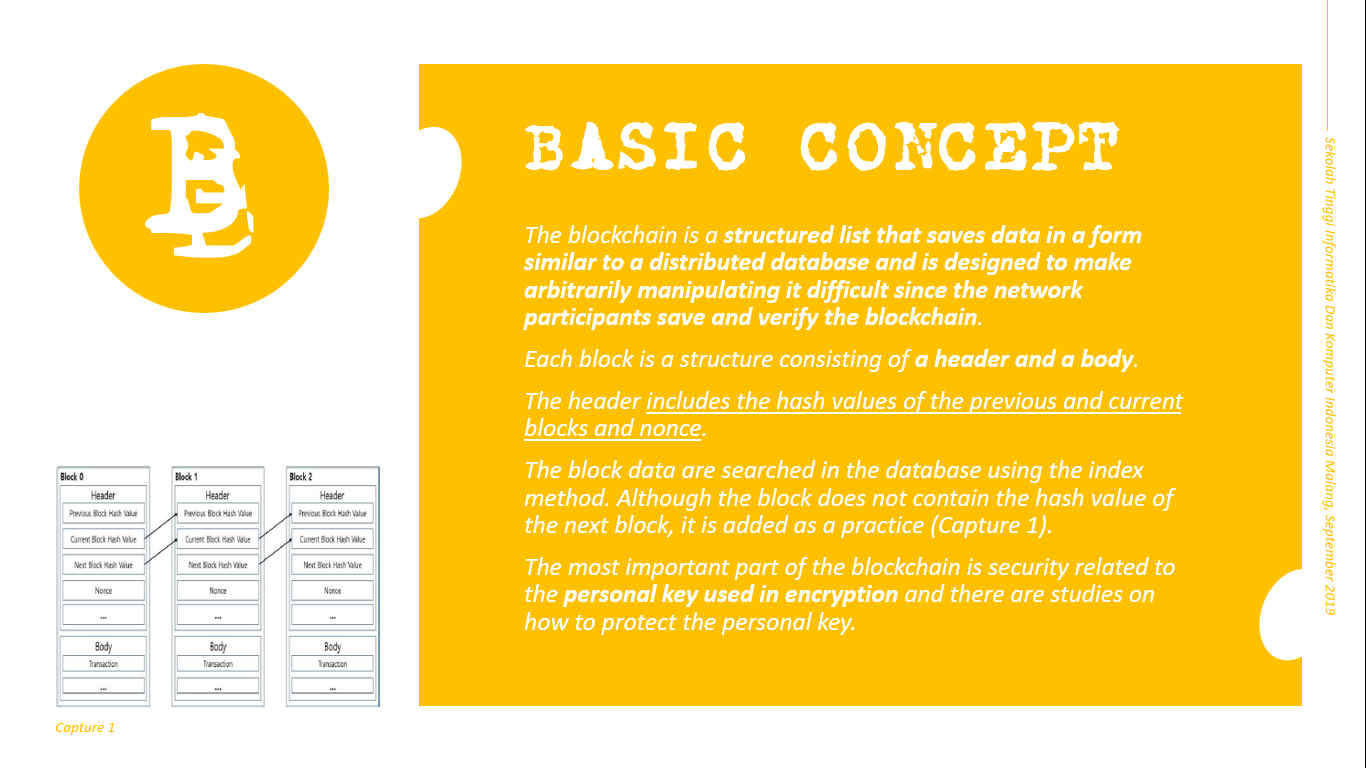 B
BASIC CONCEPT
The blockchain is a structured list that saves data in a form
similar to a distributed database and is designed to make
arbitrarily manipulating it difficult since the network
participants save and verify the blockchain.
Each block is a structure consisting of a header and a body.
The header includes the hash values of the previous and current
blocks and nonce.
The block data are searched in the database using the index
method. Although the block does not contain the hash value of
the next block, it is added as a practice (Capture 1).
The most important part of the blockchain is security related to
the personal key used in encryption and there are studies on
how to protect the personal key.
Block 0
Header
Previous Block Hash Value
Current Block Hash Value
Next Block Hash Value
Nonce
...
Body
Transaction
...
Block 1
Header
Previous Block Hash Value
Current Block Hash Value
Next Block Hash Value
Nonce
...
Body
Transaction
...
Block 2
Header
Previous Block Hash Value
Current Block Hash Value
Next Block Hash Value
Nonce
...
Body
Transaction
...
Capture 1
Sekolah Tinggi Informatika Dan Komputer Indonesia Malang, September 2019